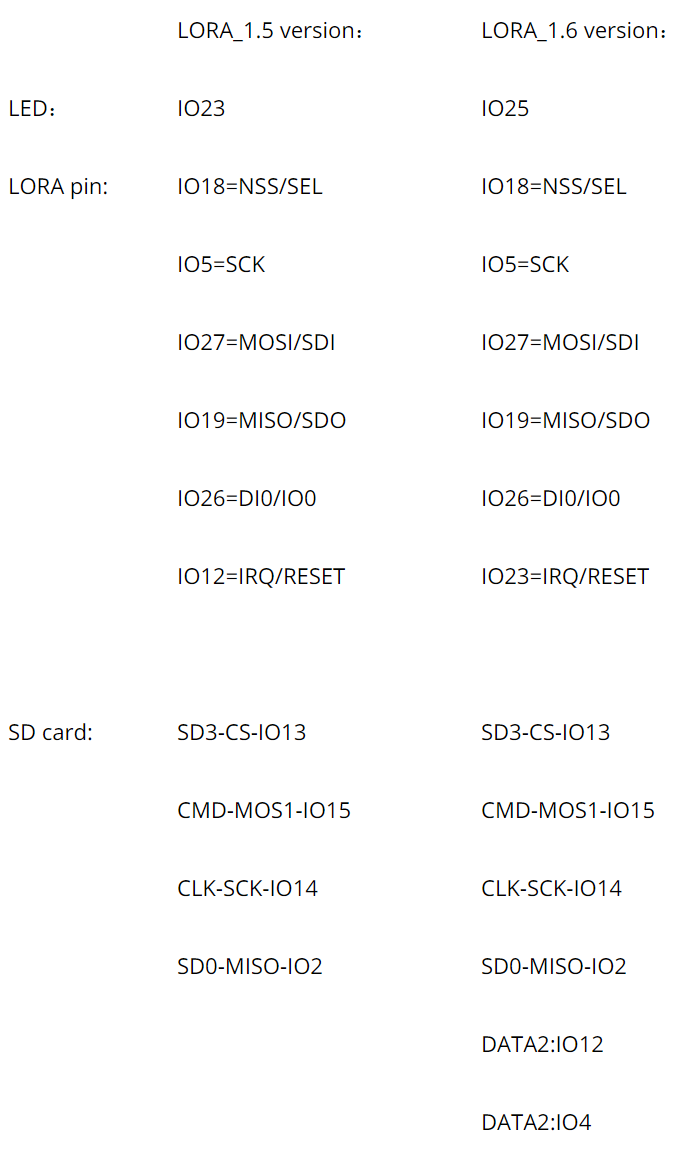 LORA_1.5 version： LORA_1.6 version：
LED： IO23 IO25
LORA pin: IO18=NSS/SEL IO18=NSS/SEL
IO5=SCK IO5=SCK
IO27=MOSI/SDI IO27=MOSI/SDI
IO19=MISO/SDO IO19=MISO/SDO
IO26=DI0/IO0 IO26=DI0/IO0
IO12=IRQ/RESET IO23=IRQ/RESET
SD card: SD3-CS-IO13 SD3-CS-IO13
CMD-MOS1-IO15 CMD-MOS1-IO15
CLK-SCK-IO14 CLK-SCK-IO14
SD0-MISO-IO2 SD0-MISO-IO2
DATA2:IO12
DATA2:IO4